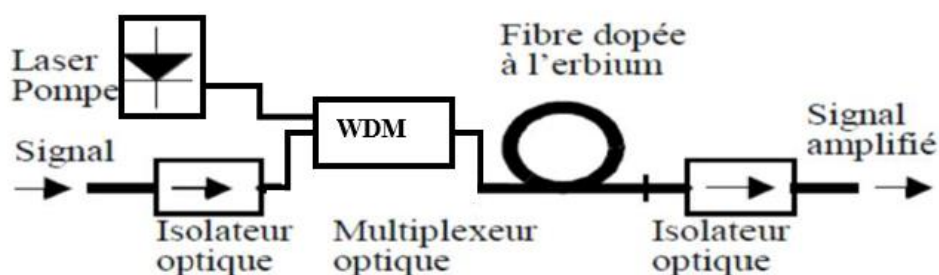 Laser
Pompe
WDM
Fibre dopée
à l'erbium
Signal
Signal
amplifié
Isolateur
optique
Multiplexeur
optique
Isolateur
optique